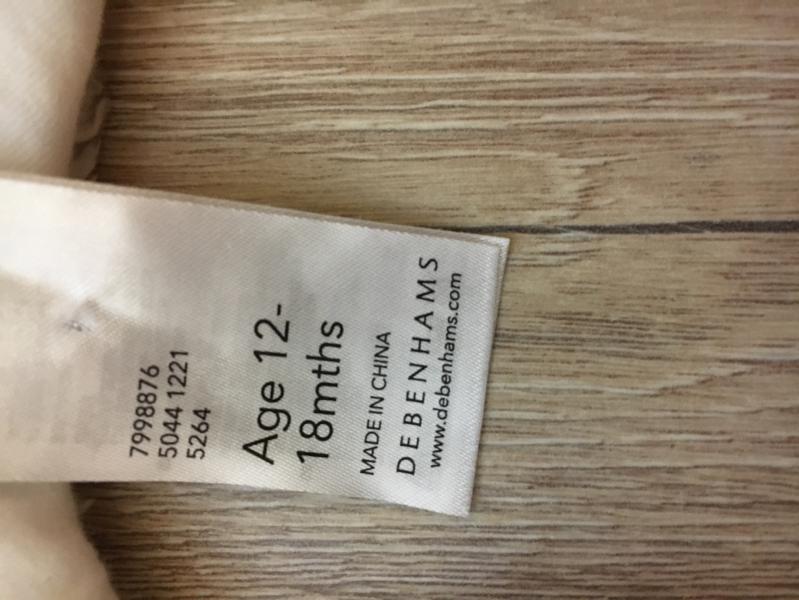 7998876
5044 1221
5264
Age 12-
18mths
MADE IN CHINA
DEBENHAMS
www.debenhams.com